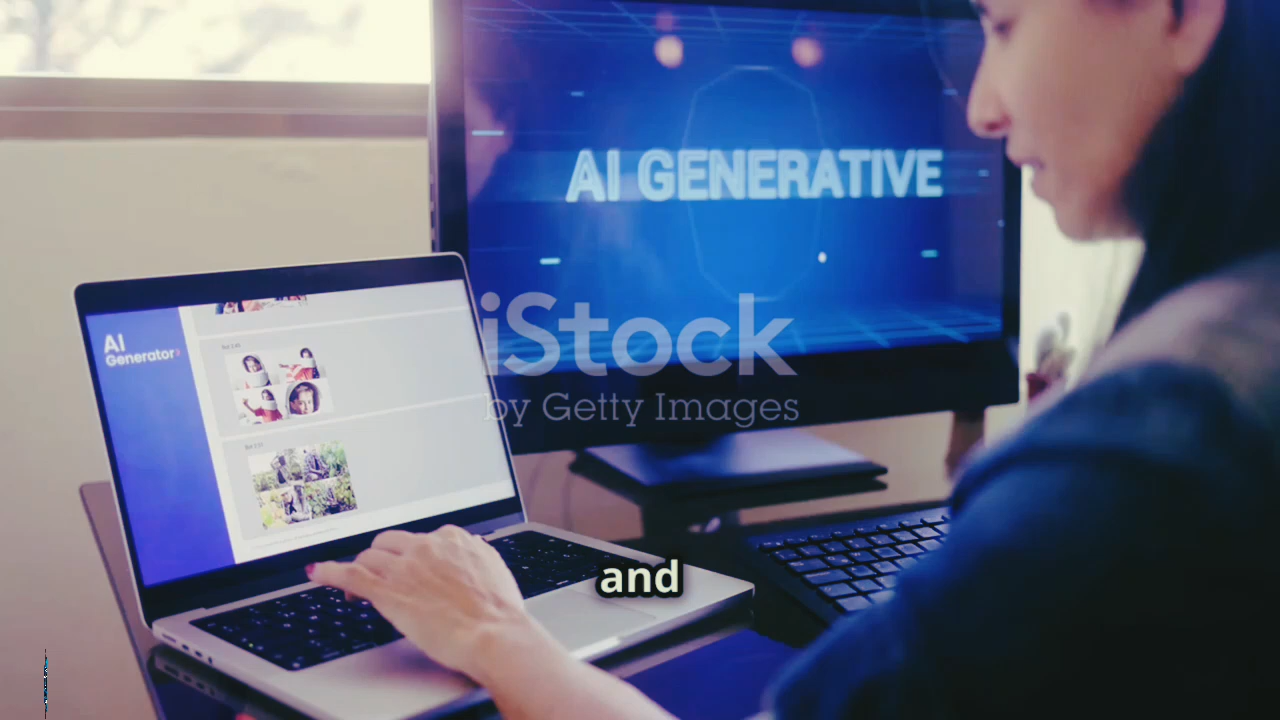 AI GENERATIVE
iStock
by Getty Images
AI
Generator
and